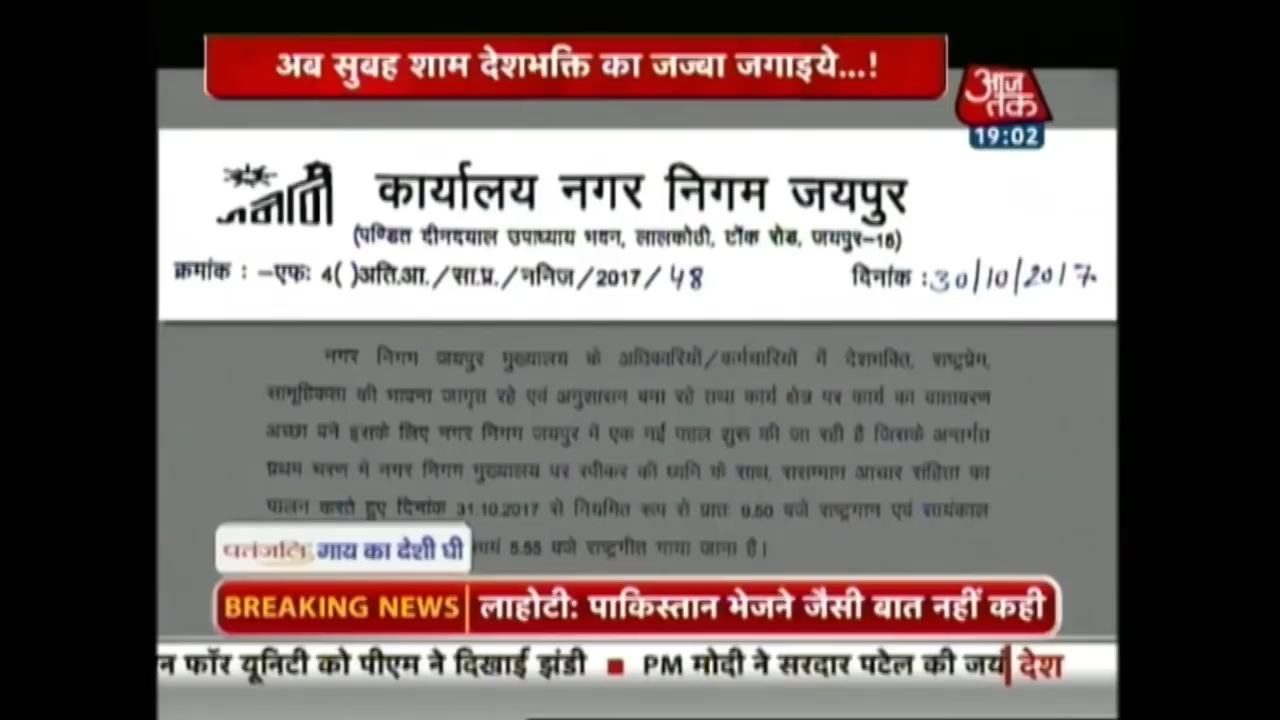 अब सुबह शाम देशभक्ति का जज्बा जगाइये...!
आज
तक
19:02
कार्यालय नगर निगम जयपुर
(पण्डित दीनदयाल उपाध्याय भवन, लालकोठी, टोंक रोड, जयपुर-15)
क्रमांक : -एफः 4( )अति.आ./सा.प्र./ननिज/2017/48
दिनांक :30/10/2017
नगर निगम जयपुर मुख्यालय के अधिकारियों/कर्मचारियों में देशभक्ति, राष्ट्रप्रेम,
सामूहिकता की भावना जागृत रहे एवं अनुशासन बना रहे तथा कार्य क्षेत्र पर कार्य का वातावरण
अच्छा बने इसके लिए नगर निगम जयपुर में एक नई पहल शुरू की जा रही है जिसके अन्तर्गत
प्रथम चरण में नगर निगम मुख्यालय पर स्पीकर की ध्वनि के साथ, ससम्मान आचार संहिता का
पालन करते हुए दिनांक 31.10.2017 से नियमित रूप से प्रातः 9.50 बजे राष्ट्रगान एवं सायंकाल
5.55 बजे राष्ट्रगीत गाया जाना है।
पतंजलि गाय का देशी घी
BREAKING NEWS लाहोटी: पाकिस्तान भेजने जैसी बात नहीं कही
न फॉर यूनिटी को पीएम ने दिखाई झंडी ■ PM मोदी ने सरदार पटेल की जय देश